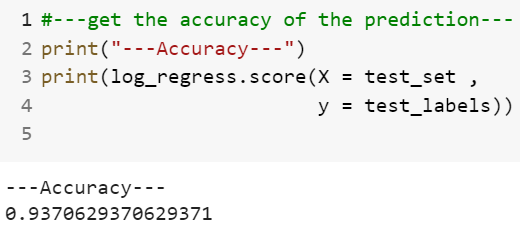 1 #---get the accuracy of the prediction---
2 print("---Accuracy---")
3 print(log_regress.score(X = test_set ,
4                         y = test_labels))
5
---Accuracy---
0.9370629370629371